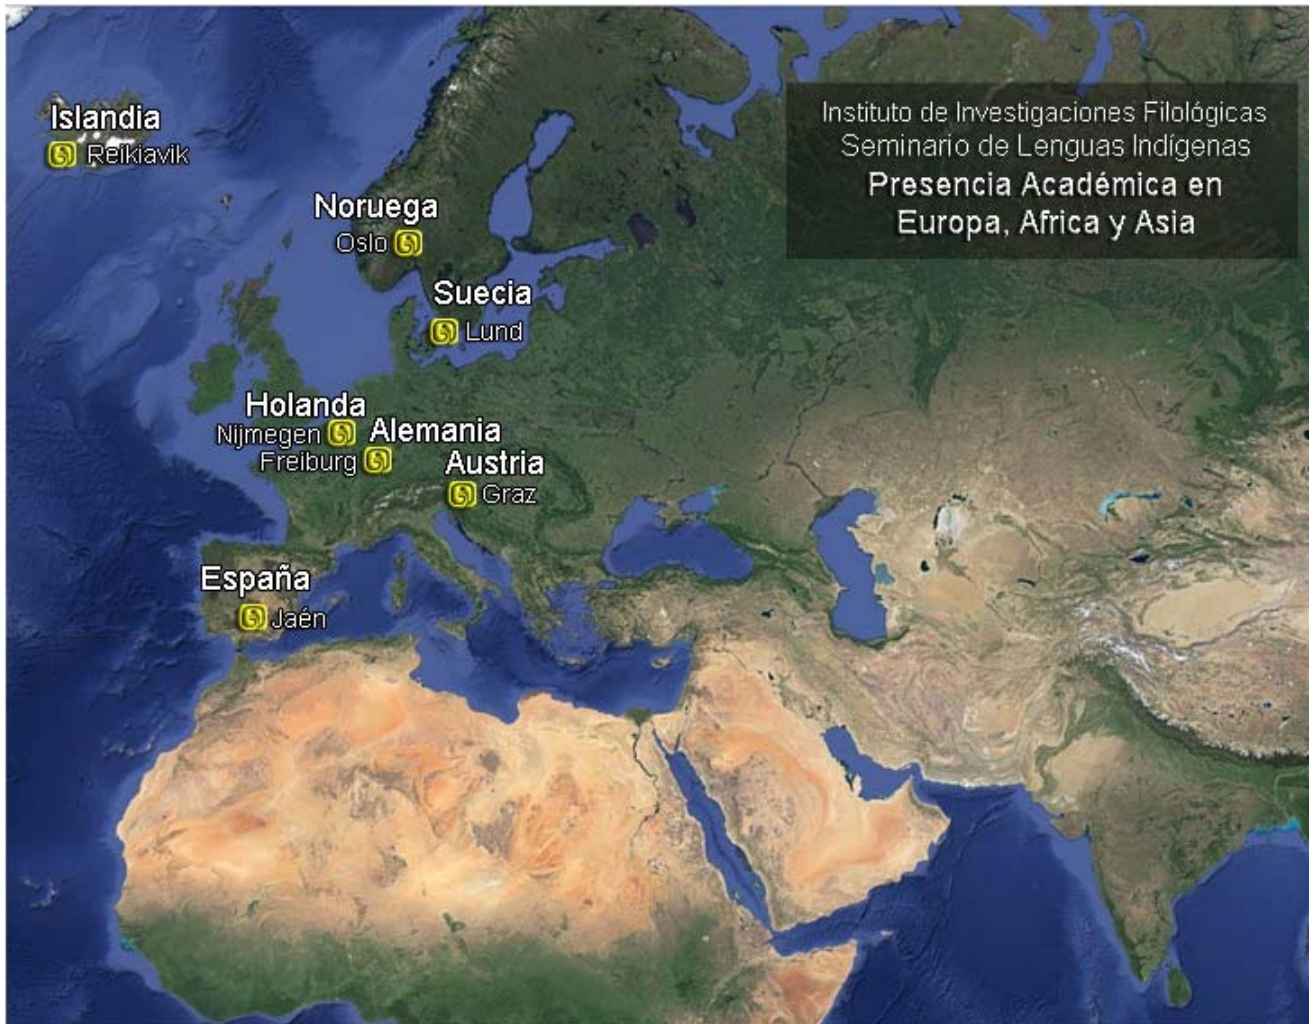 Instituto de Investigaciones Filológicas
Seminario de Lenguas Indígenas
Presencia Académica en
Europa, Africa y Asia
Islandia
Reikiavik
Noruega
Oslo
Suecia
Lund
Holanda
Nijmegen
Alemania
Freiburg
Austria
Graz
España
Jaén